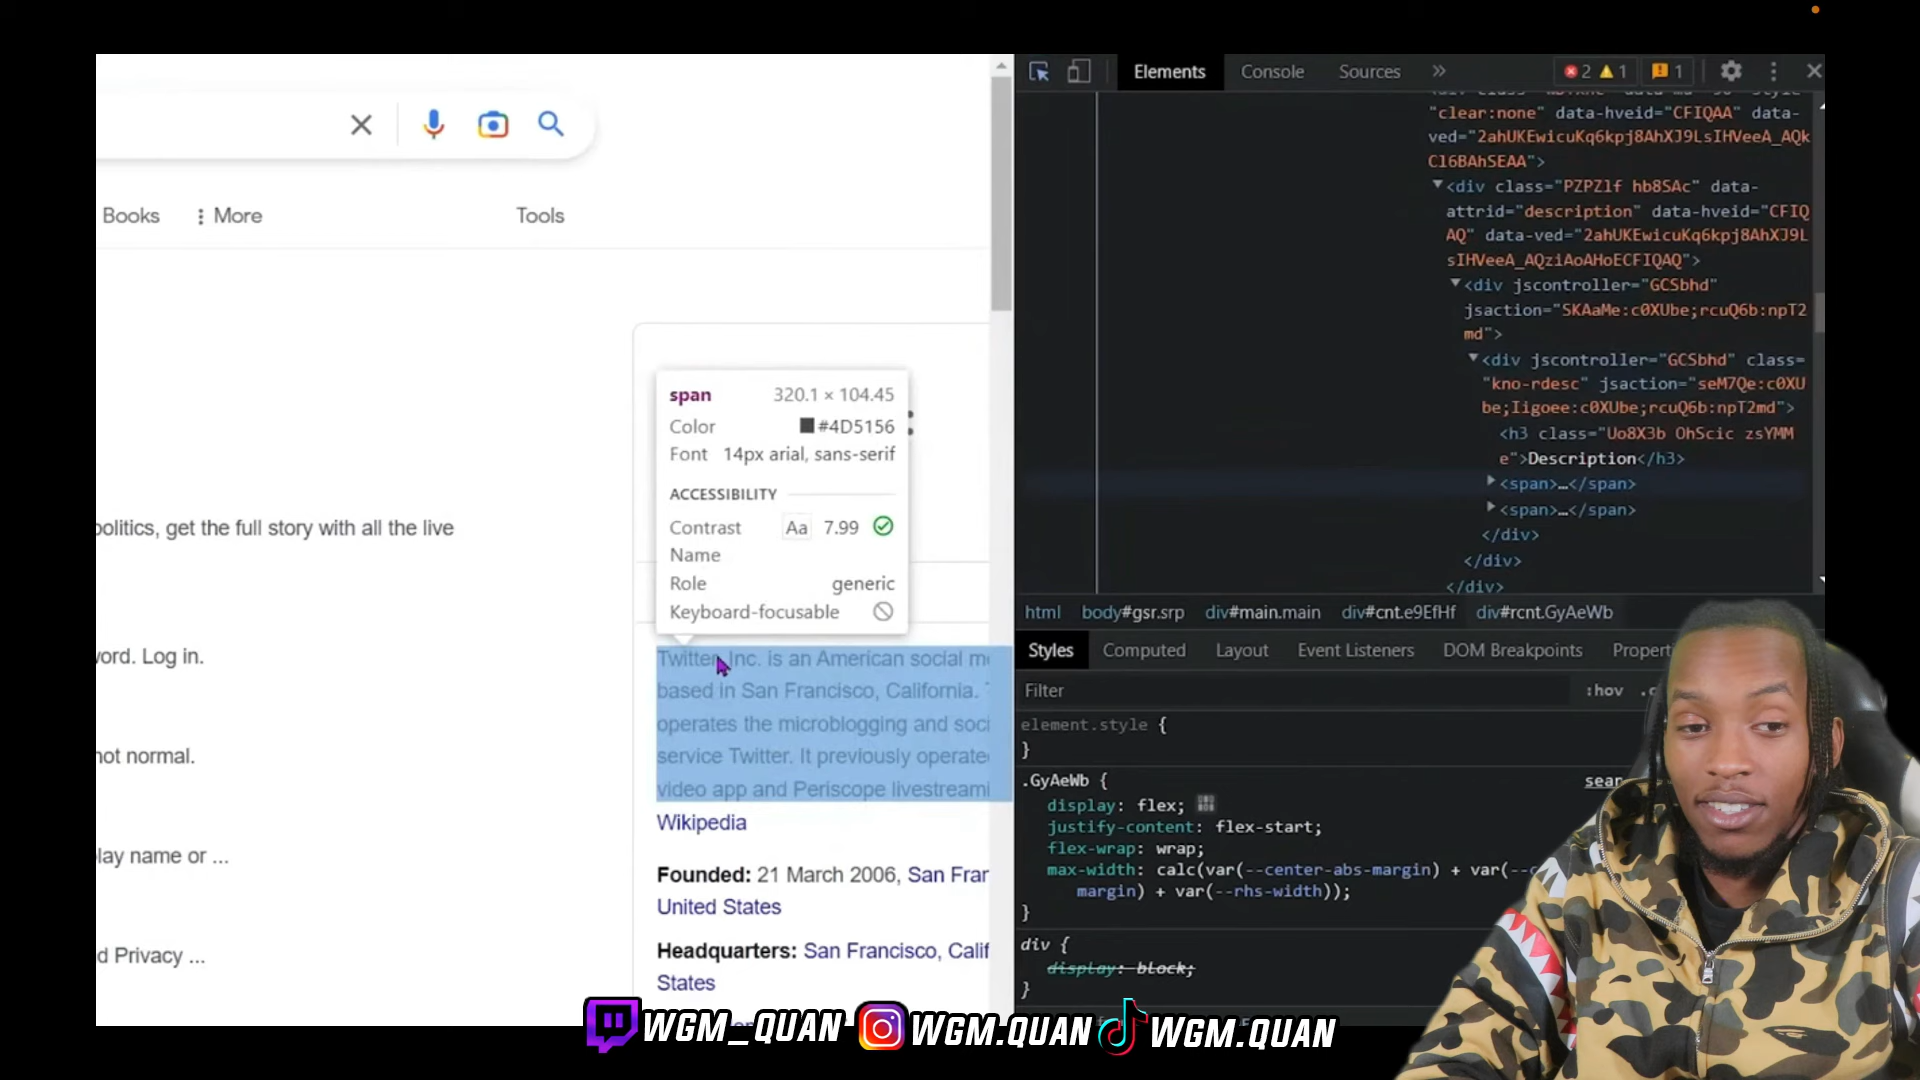 Books
More
Tools
politics, get the full story with all the live
word. Log in.
not normal.
play name or ...
d Privacy ...
span 320.1 × 104.45
Color #4D5156
Font 14px arial, sans-serif
ACCESSIBILITY
Contrast Aa 7.99
Name
Role generic
Keyboard-focusable
Twitter, Inc. is an American social me
based in San Francisco, California.
operates the microblogging and soci
service Twitter. It previously operated
video app and Periscope livestreami
Wikipedia
Founded: 21 March 2006, San Fran
United States
Headquarters: San Francisco, Calif
States
Elements Console Sources » 2 1 1
"clear:none" data-hveid="CFIQAA" data-
ved="2ahUKEwicuKq6kpj8AhXJ9LsIHVeeA_AQk
Cl6BAhSEAA">
<div class="PZPZlf hb8SAc" data-
attrid="description" data-hveid="CFIQ
AQ" data-ved="2ahUKEwicuKq6kpj8AhXJ9L
sIHVeeA_AQziAoAHoECFIQAQ">
<div jscontroller="GCSbhd"
jsaction="SKAaMe:c0XUbe;rcuQ6b:npT2
md">
<div jscontroller="GCSbhd" class=
"kno-rdesc" jsaction="seM7Qe:c0XU
be;Iigoee:c0XUbe;rcuQ6b:npT2md">
<h3 class="Uo8X3b OhScic zsYMM
e">Description</h3>
<span>…</span>
<span>…</span>
</div>
</div>
</div>
html body#gsr.srp div#main.main div#cnt.e9EfHf div#rcnt.GyAeWb
Styles Computed Layout Event Listeners DOM Breakpoints Properti
Filter :hov .c
element.style {
}
.GyAeWb { sear
display: flex;
justify-content: flex-start;
flex-wrap: wrap;
max-width: calc(var(--center-abs-margin) + var(--c
margin) + var(--rhs-width));
}
div {
display: block;
}
WGM_QUAN WGM.QUAN WGM.QUAN